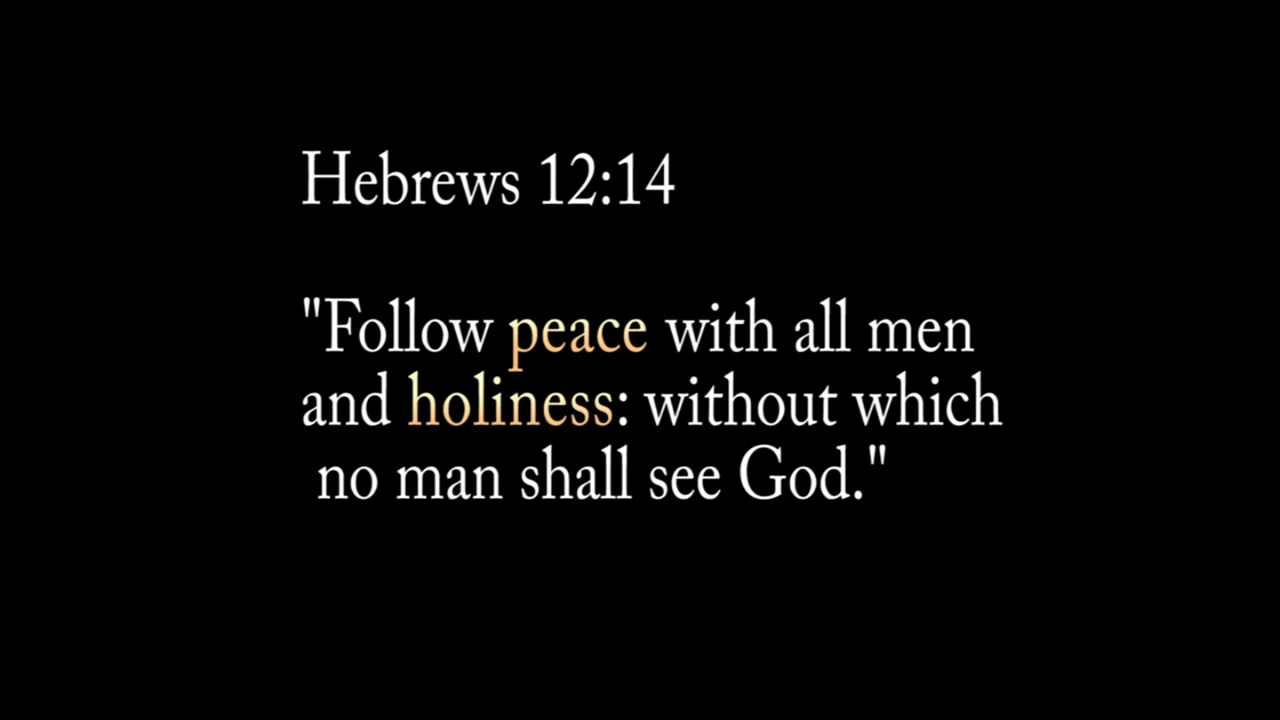 Hebrews 12:14
"Follow peace with all men
and holiness: without which
no man shall see God."